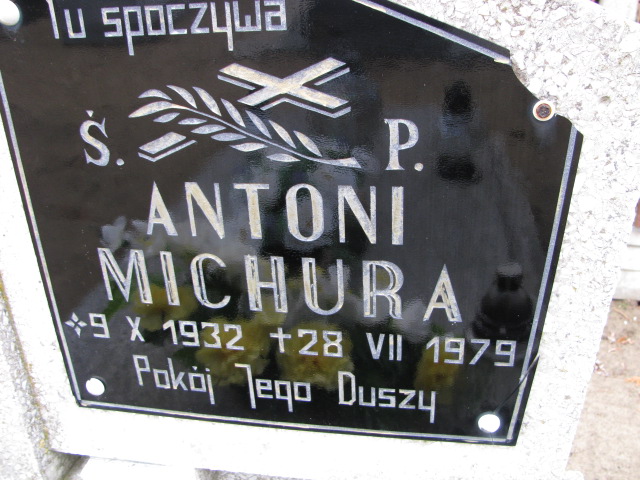 Tu spoczywa
Ś. P.
ANTONI
MICHURA
9 X 1932 + 28 VII 1979
Pokój Jego Duszy